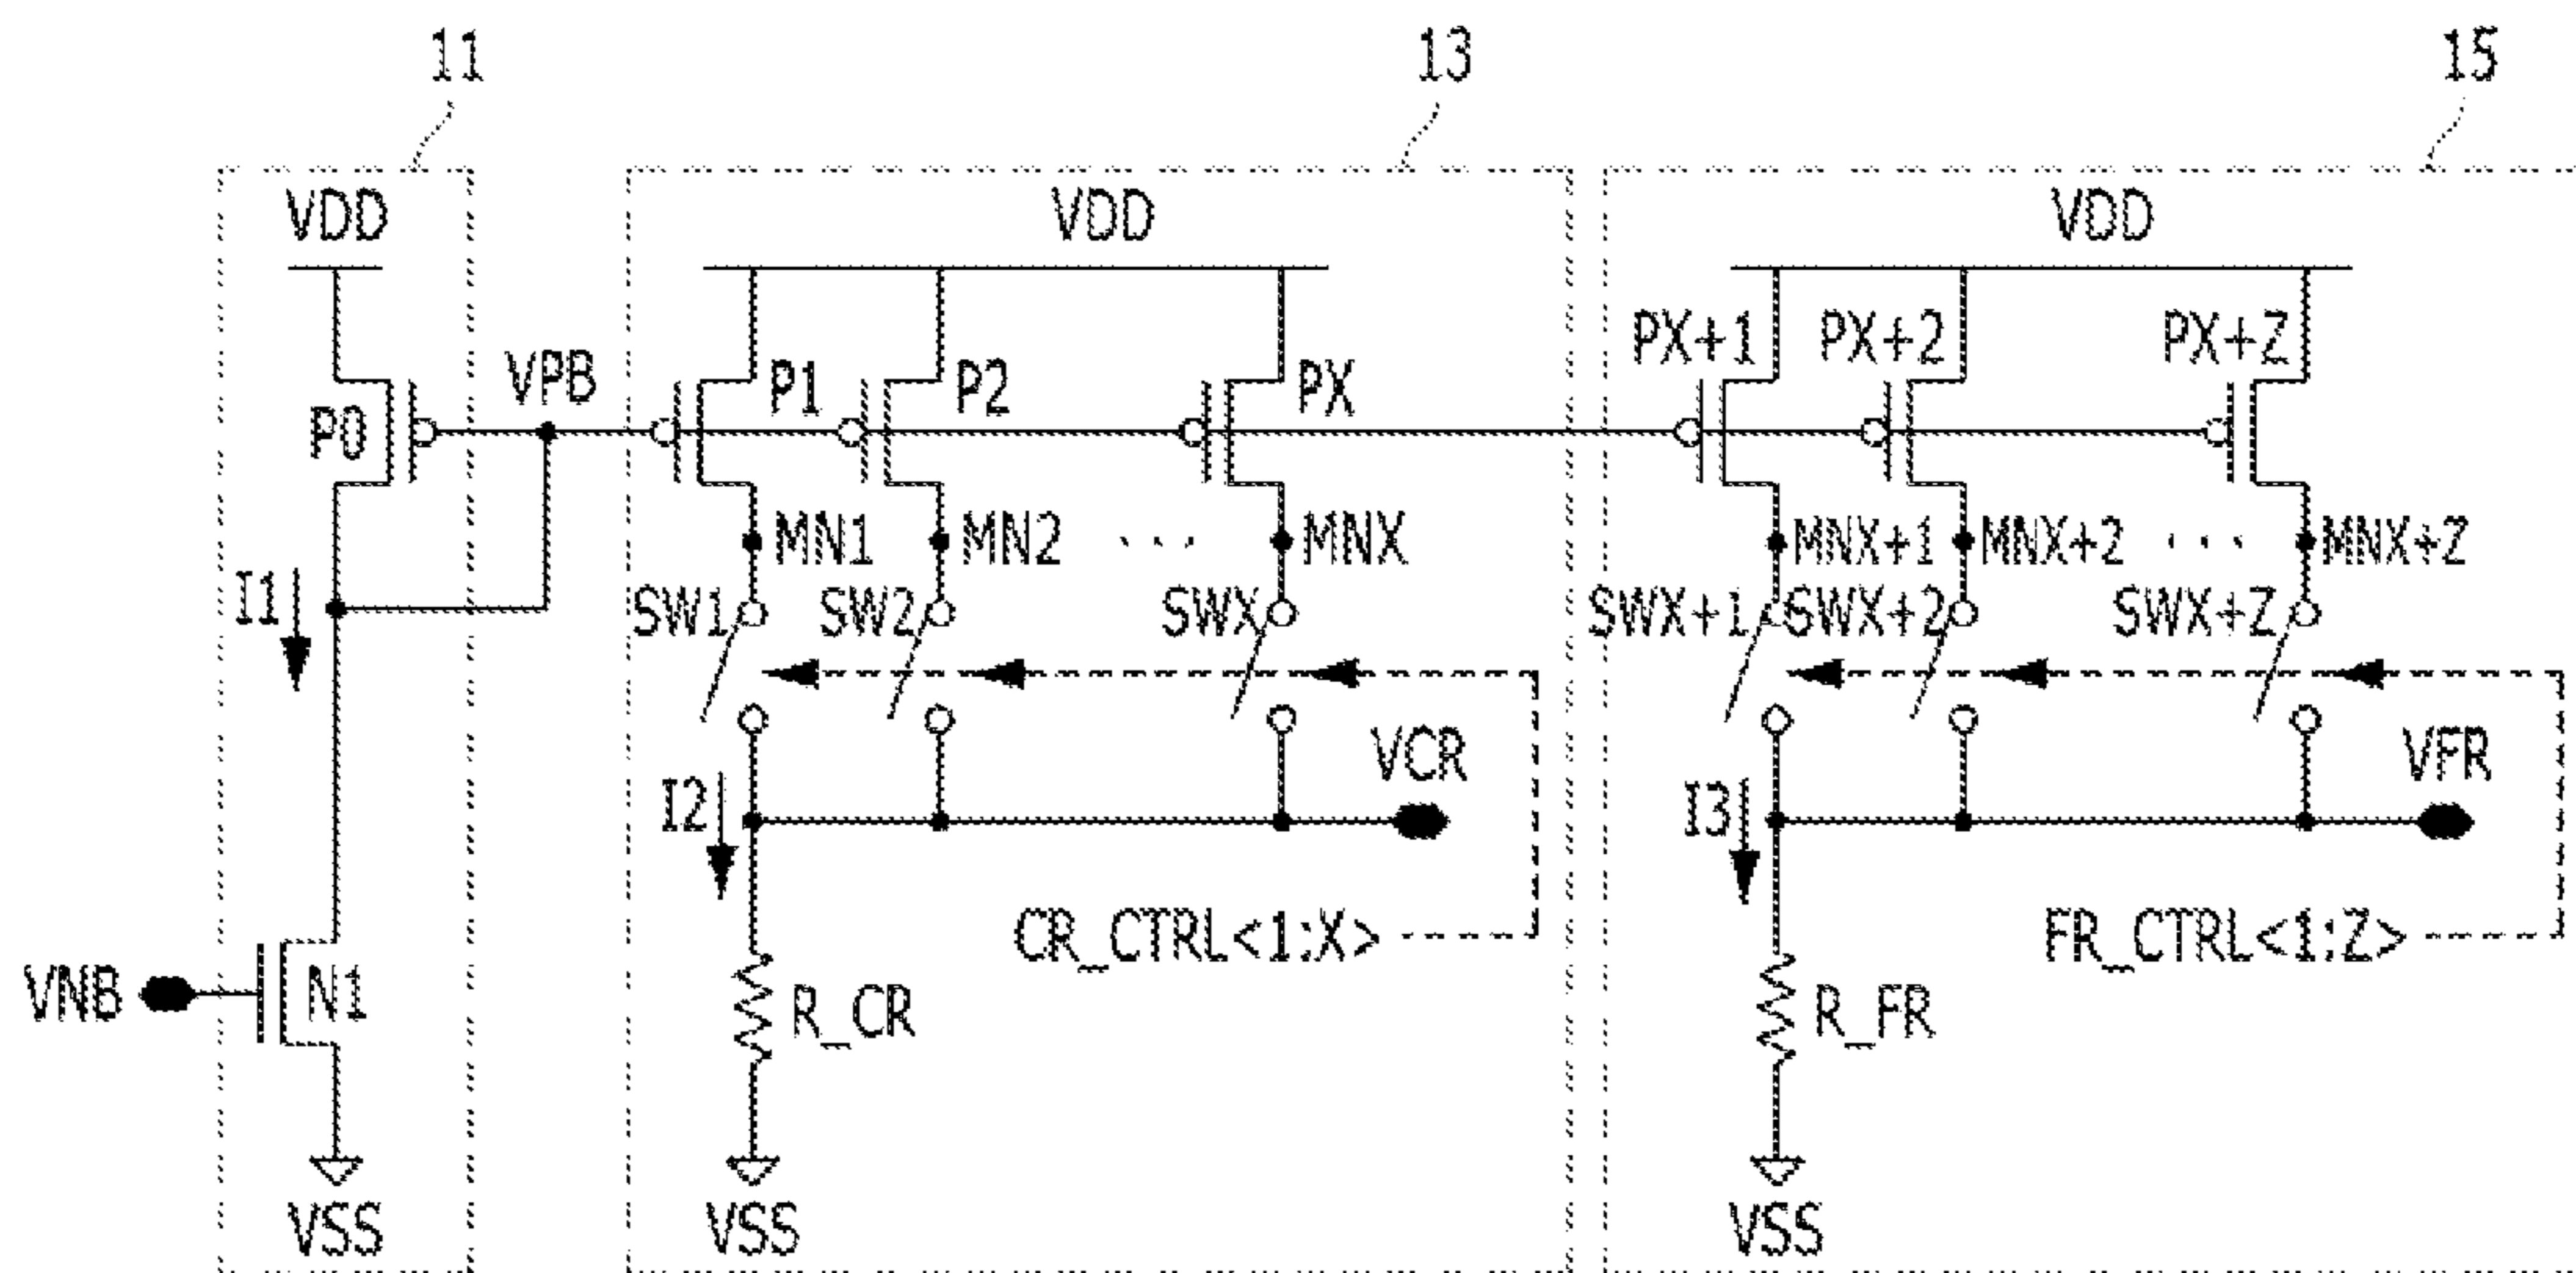 11
13
15
VDD
VDD
VDD
P0
VPB
P1
P2
PX
PX+1
PX+2
PX+Z
MN1
MN2
...
MNX
MNX+1
MNX+2
...
MNX+Z
I1
SW1
SW2
SWX
SWX+1
SWX+2
SWX+Z
I2
VCR
I3
VFR
CR_CTRL<1:X>
FR_CTRL<1:Z>
VNB
N1
R_CR
R_FR
VSS
VSS
VSS